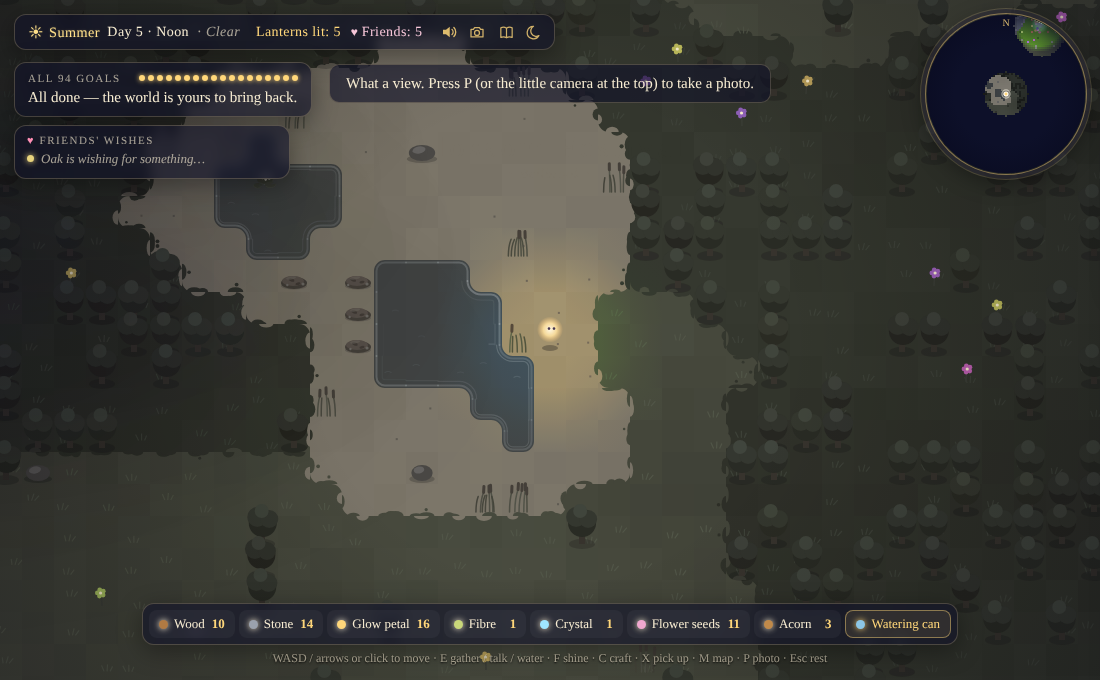 Summer Day 5 · Noon · Clear Lanterns lit: 5 ♥ Friends: 5
N
ALL 94 GOALS
All done — the world is yours to bring back.
What a view. Press P (or the little camera at the top) to take a photo.
♥ FRIENDS' WISHES
Oak is wishing for something…
Wood 10 Stone 14 Glow petal 16 Fibre 1 Crystal 1 Flower seeds 11 Acorn 3 Watering can
WASD / arrows or click to move · E gather / talk / water · F shine · C craft · X pick up · M map · P photo · Esc rest